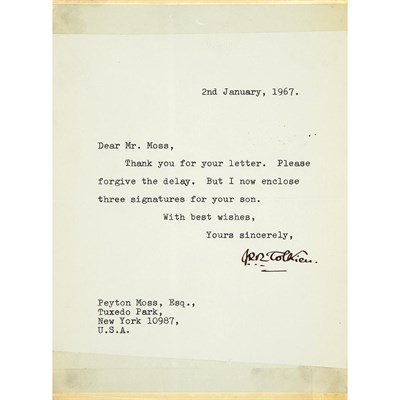 2nd January, 1967.
Dear Mr. Moss,
Thank you for your letter. Please
forgive the delay. But I now enclose
three signatures for your son.
With best wishes,
Yours sincerely,
J.R.R. Tolkien.
Peyton Moss, Esq.,
Tuxedo Park,
New York 10987,
U.S.A.